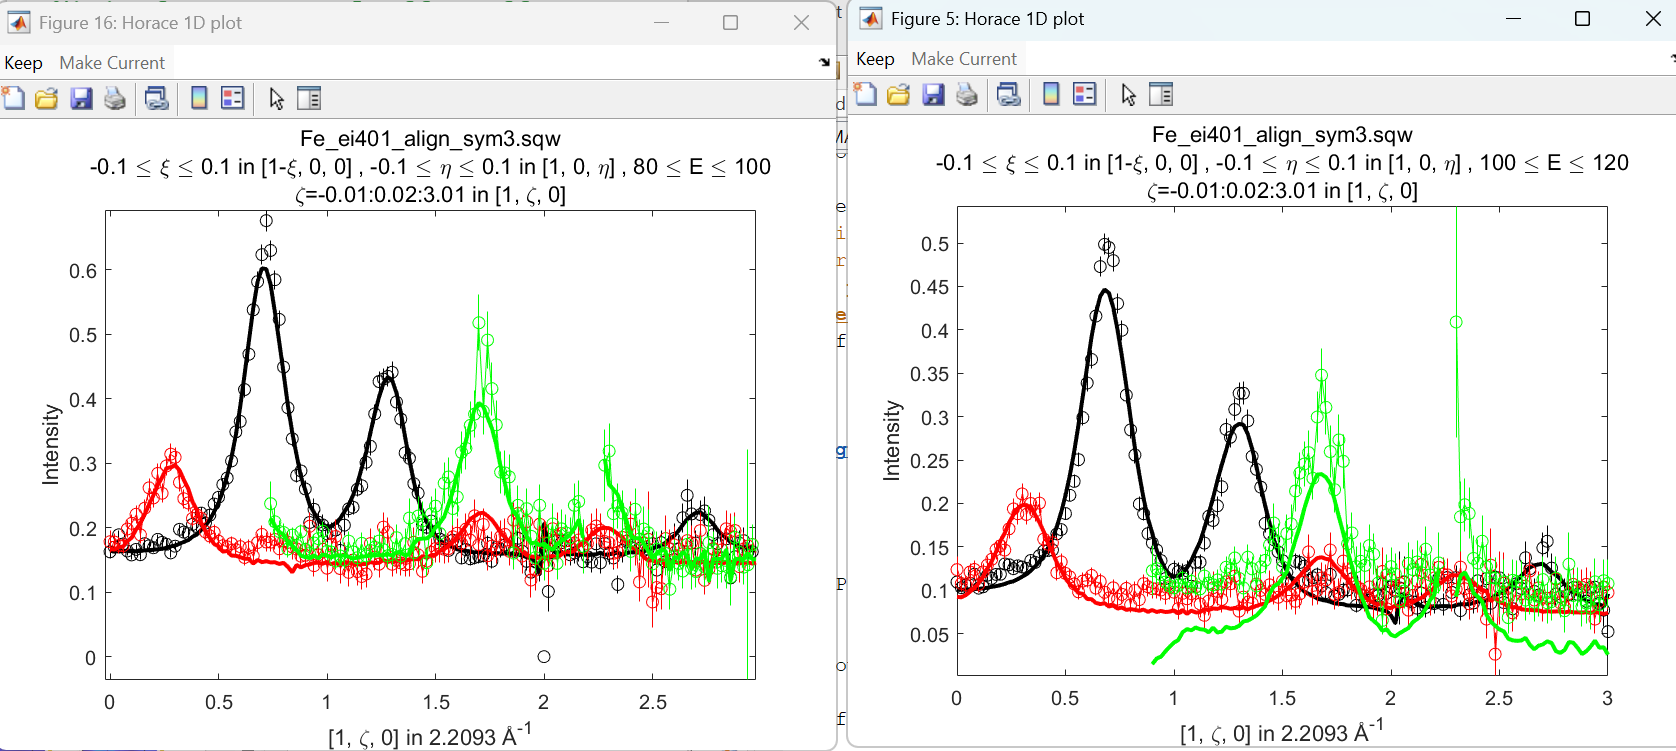 Figure 16: Horace 1D plot
Keep Make Current
Fe_ei401_align_sym3.sqw
-0.1 ≤ ξ ≤ 0.1 in [1-ξ, 0, 0] , -0.1 ≤ η ≤ 0.1 in [1, 0, η] , 80 ≤ E ≤ 100
ζ=-0.01:0.02:3.01 in [1, ζ, 0]
Intensity
0.6
0.5
0.4
0.3
0.2
0.1
0
0 0.5 1 1.5 2 2.5
[1, ζ, 0] in 2.2093 Å-1
Figure 5: Horace 1D plot
Keep Make Current
Fe_ei401_align_sym3.sqw
-0.1 ≤ ξ ≤ 0.1 in [1-ξ, 0, 0] , -0.1 ≤ η ≤ 0.1 in [1, 0, η] , 100 ≤ E ≤ 120
ζ=-0.01:0.02:3.01 in [1, ζ, 0]
Intensity
0.5
0.45
0.4
0.35
0.3
0.25
0.2
0.15
0.1
0.05
0 0.5 1 1.5 2 2.5 3
[1, ζ, 0] in 2.2093 Å-1